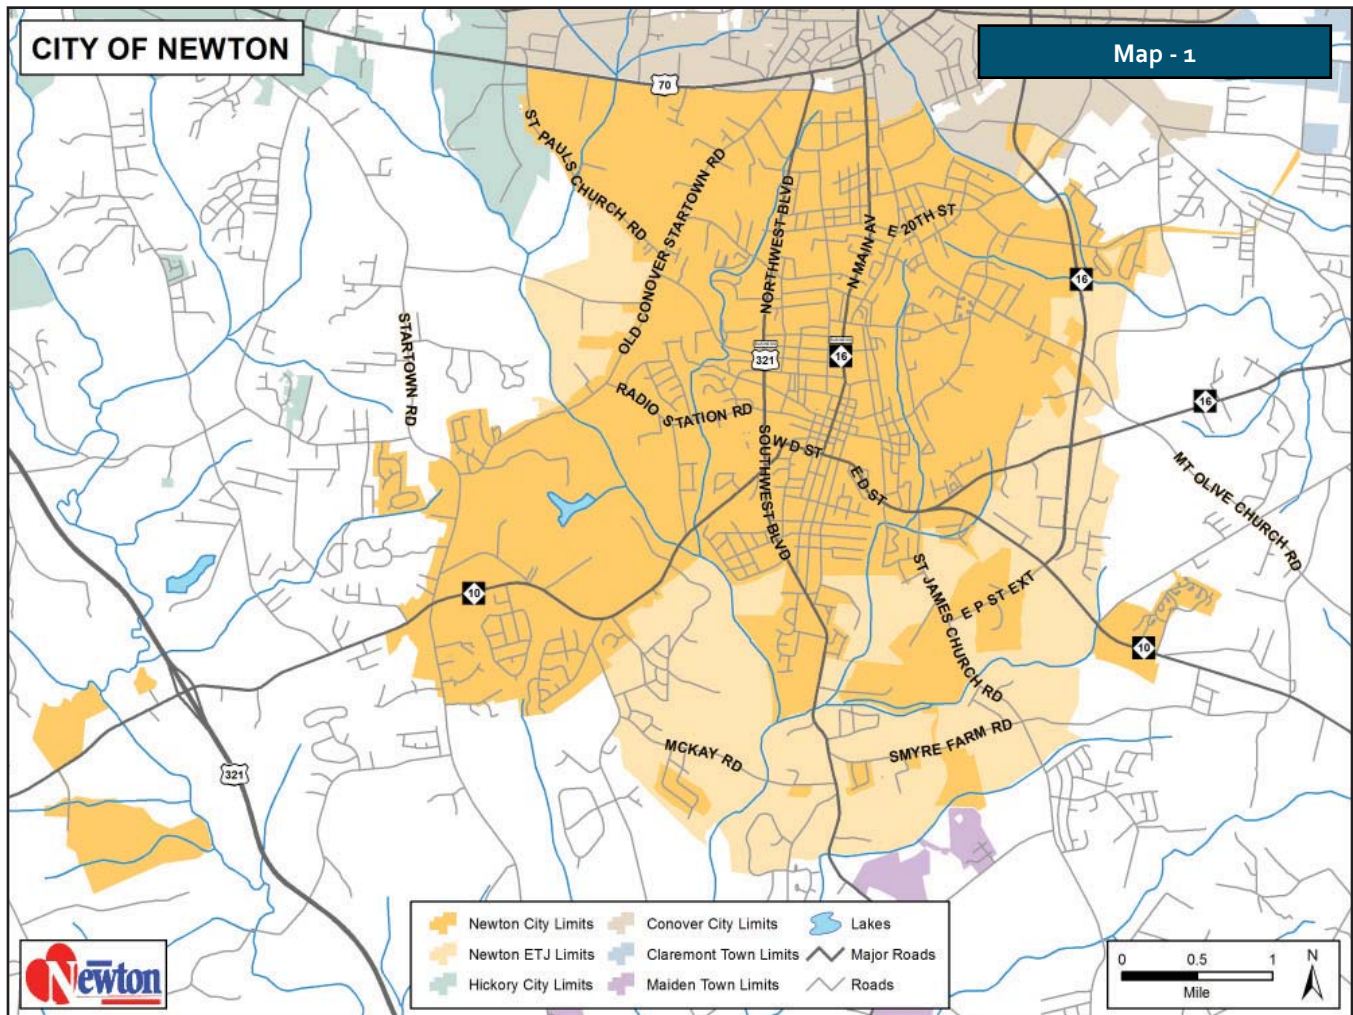 CITY OF NEWTON
Map - 1
70
ST PAULS CHURCH RD
OLD CONOVER STARTOWN RD
NORTHWEST BLVD
N MAIN AV
E 20TH ST
16
STARTOWN RD
321
16
16
RADIO STATION RD
W D ST
SOUTHWEST BLVD
E D ST
MT OLIVE CHURCH RD
10
ST JAMES CHURCH RD
E P ST EXT
10
MCKAY RD
SMYRE FARM RD
321
Newton City Limits
Conover City Limits
Lakes
Newton ETJ Limits
Claremont Town Limits
Major Roads
Hickory City Limits
Maiden Town Limits
Roads
0 0.5 1
Mile
N
Newton